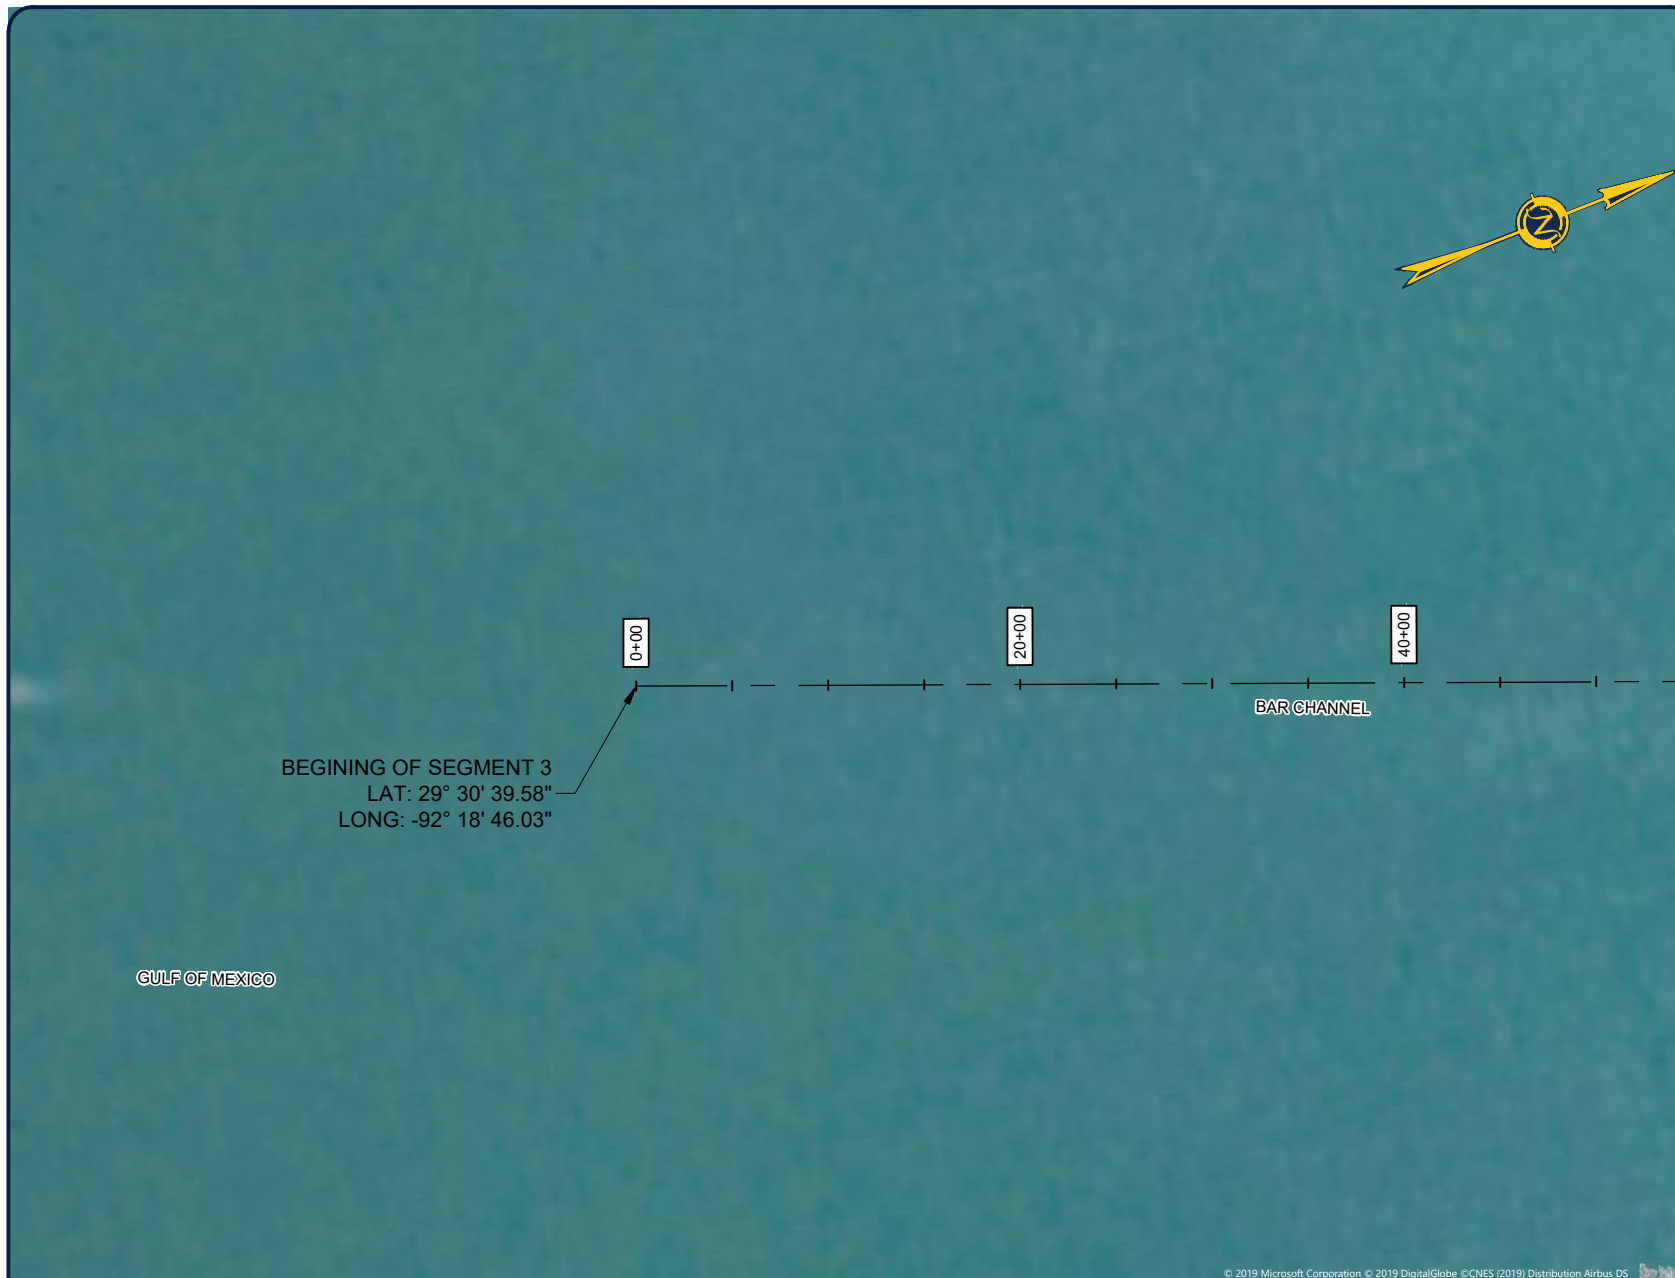 N
0+00
20+00
40+00
BAR CHANNEL
BEGINING OF SEGMENT 3
LAT: 29° 30' 39.58"
LONG: -92° 18' 46.03"
GULF OF MEXICO
© 2019 Microsoft Corporation © 2019 DigitalGlobe ©CNES (2019) Distribution Airbus DS